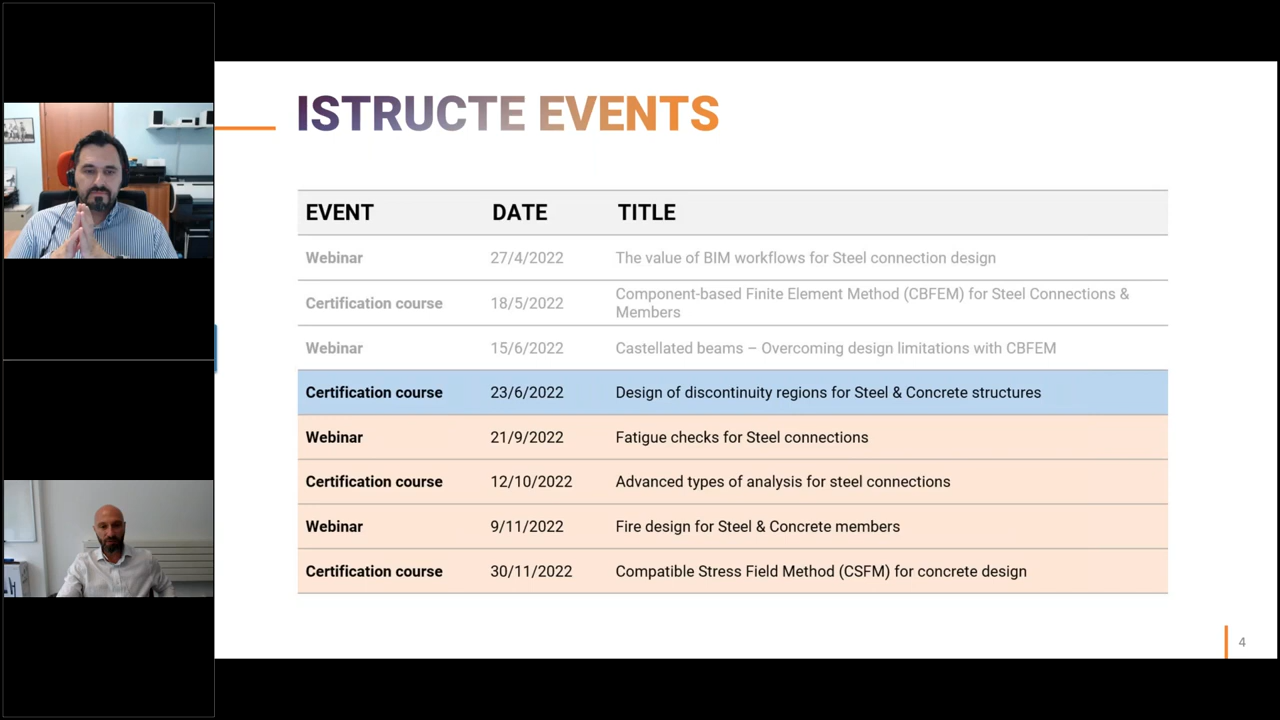 ISTRUCTE EVENTS
EVENT DATE TITLE
Webinar 27/4/2022 The value of BIM workflows for Steel connection design
Certification course 18/5/2022 Component-based Finite Element Method (CBFEM) for Steel Connections &
Members
Webinar 15/6/2022 Castellated beams – Overcoming design limitations with CBFEM
Certification course 23/6/2022 Design of discontinuity regions for Steel & Concrete structures
Webinar 21/9/2022 Fatigue checks for Steel connections
Certification course 12/10/2022 Advanced types of analysis for steel connections
Webinar 9/11/2022 Fire design for Steel & Concrete members
Certification course 30/11/2022 Compatible Stress Field Method (CSFM) for concrete design
4